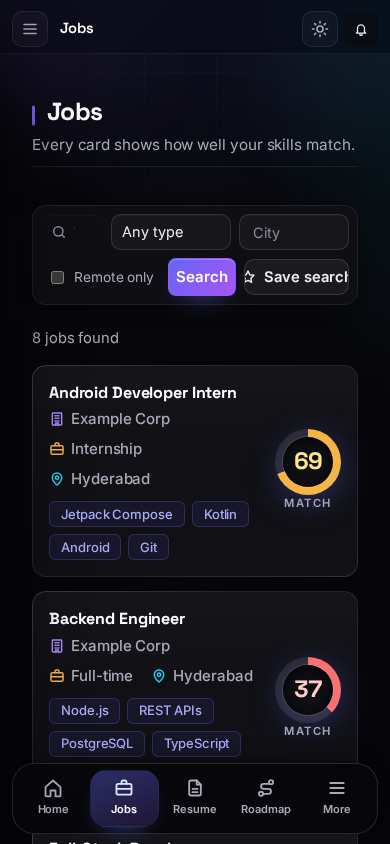 Jobs
Jobs
Every card shows how well your skills match.
Any type
City
Remote only
Search
Save search
8 jobs found
Android Developer Intern
Example Corp
Internship
Hyderabad
Jetpack Compose
Kotlin
Android
Git
69
MATCH
Backend Engineer
Example Corp
Full-time
Hyderabad
Node.js
REST APIs
PostgreSQL
TypeScript
37
MATCH
Home
Jobs
Resume
Roadmap
More